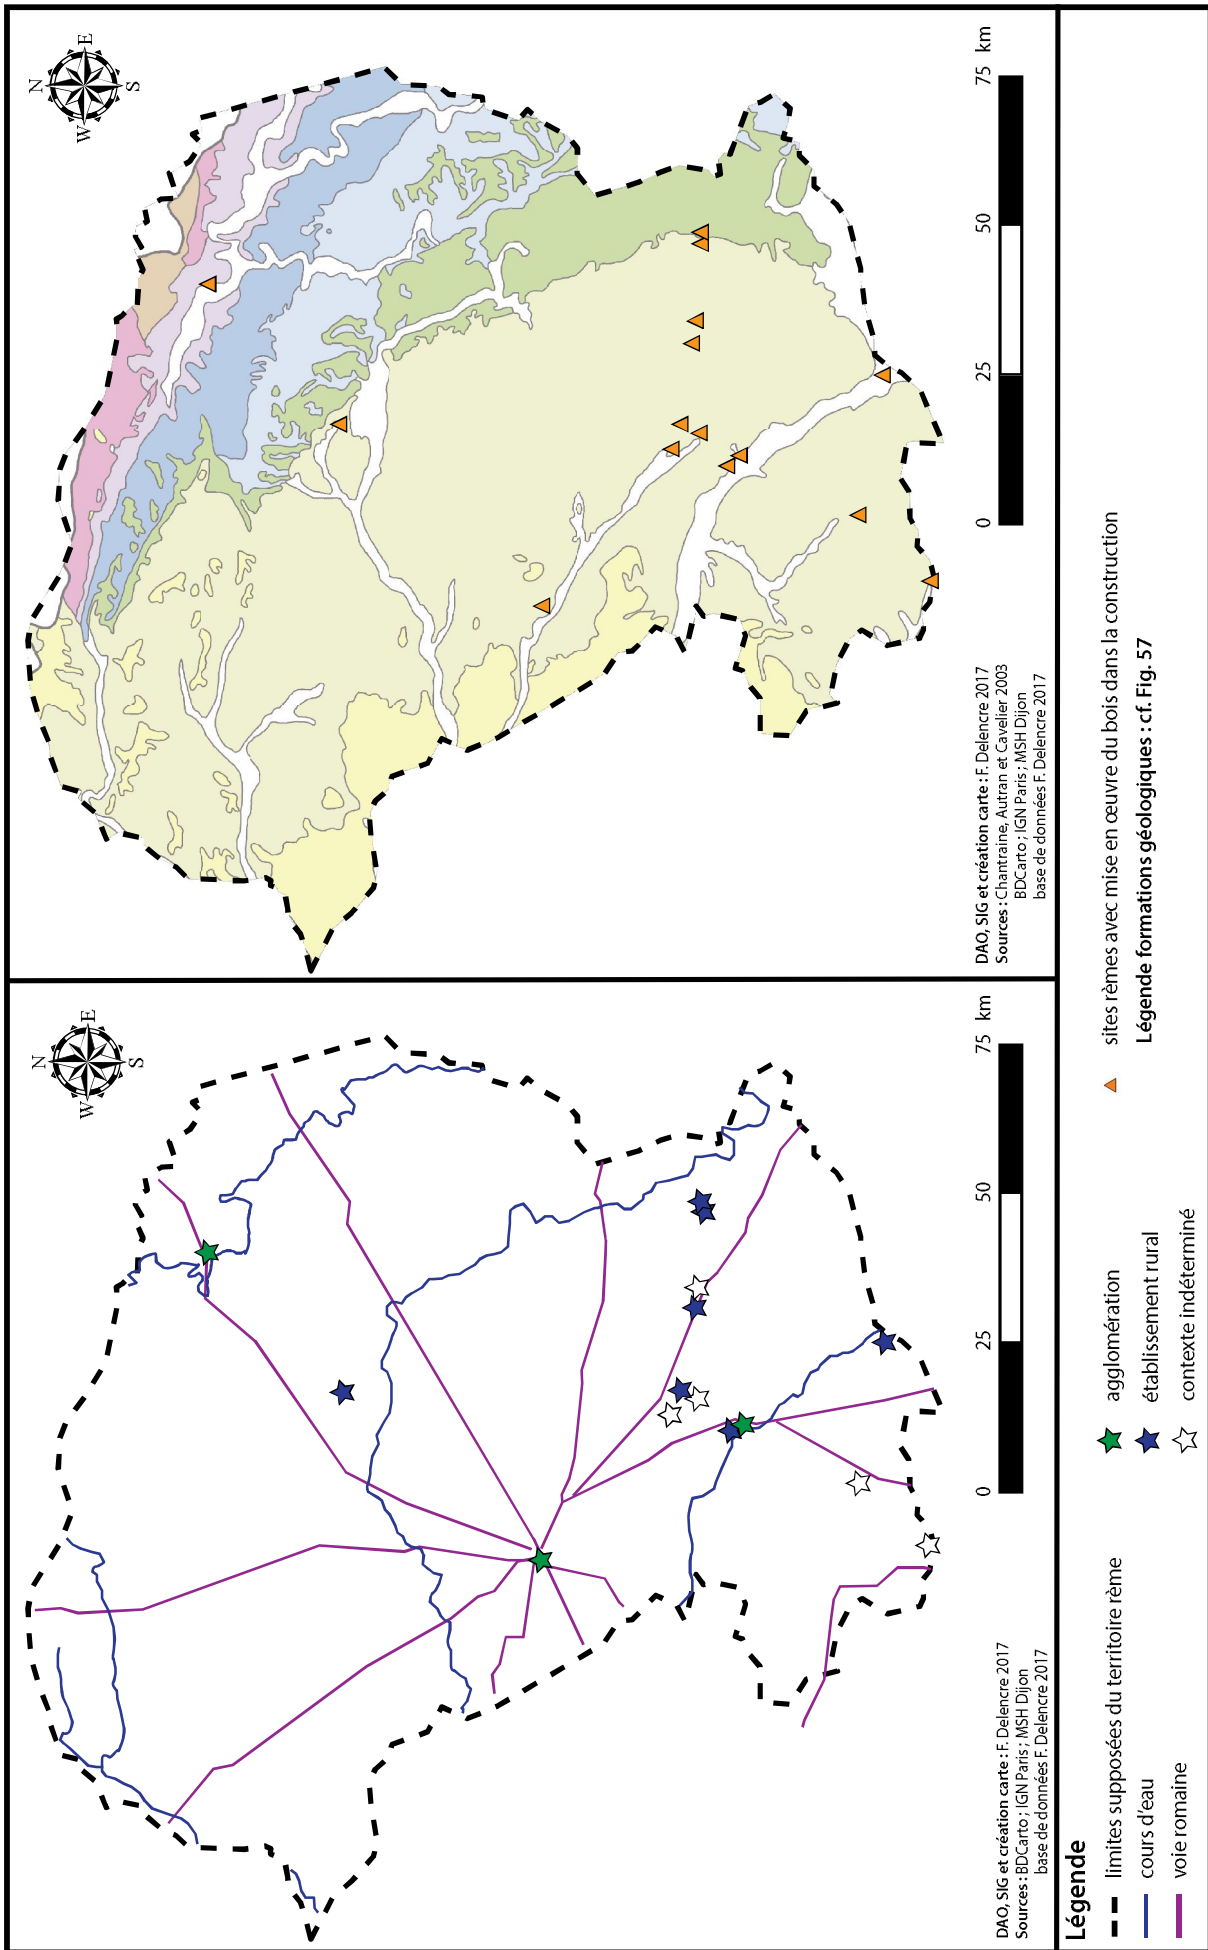 N
W
E
S
DAO, SIG et création carte : F. Delencre 2017
Sources : BDCarto ; IGN Paris ; MSH Dijon
base de données F. Delencre 2017
0
25
50
75
km
N
W
E
S
DAO, SIG et création carte : F. Delencre 2017
Sources : Chantraine, Autran et Cavelier 2003
BDCarto ; IGN Paris ; MSH Dijon
base de données F. Delencre 2017
0
25
50
75
km
Légende
limites supposées du territoire rème
cours d'eau
voie romaine
agglomération
établissement rural
contexte indéterminé
sites rèmes avec mise en œuvre du bois dans la construction
Légende formations géologiques : cf. Fig. 57